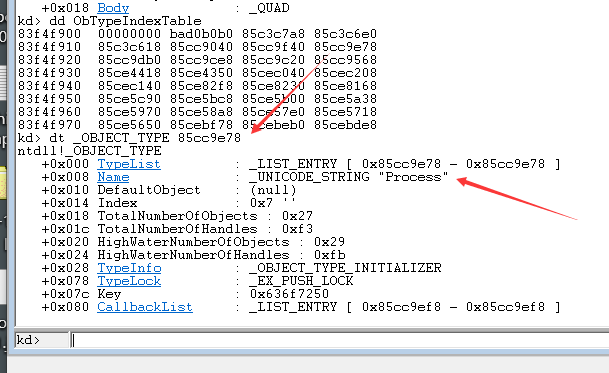 +0x018 Body : _QUAD
kd> dd ObTypeIndexTable
83f4f900 00000000 bad0b0b0 85c3c7a8 85c3c6e0
83f4f910 85c3c618 85cc9040 85cc9f40 85cc9e78
83f4f920 85cc9db0 85cc9ce8 85cc9c20 85cc9568
83f4f930 85ce4418 85ce4350 85cec040 85cec208
83f4f940 85cec140 85ce82f8 85ce8230 85ce8168
83f4f950 85ce5c90 85ce5bc8 85ce5b00 85ce5a38
83f4f960 85ce5970 85ce58a8 85ce57e0 85ce5718
83f4f970 85ce5650 85cebf78 85cebeb0 85cebde8
kd> dt _OBJECT_TYPE 85cc9e78
ntdll!_OBJECT_TYPE
+0x000 TypeList : _LIST_ENTRY [ 0x85cc9e78 - 0x85cc9e78 ]
+0x008 Name : _UNICODE_STRING "Process"
+0x010 DefaultObject : (null)
+0x014 Index : 0x7 ''
+0x018 TotalNumberOfObjects : 0x27
+0x01c TotalNumberOfHandles : 0xf3
+0x020 HighWaterNumberOfObjects : 0x29
+0x024 HighWaterNumberOfHandles : 0xfb
+0x028 TypeInfo : _OBJECT_TYPE_INITIALIZER
+0x078 TypeLock : _EX_PUSH_LOCK
+0x07c Key : 0x636f7250
+0x080 CallbackList : _LIST_ENTRY [ 0x85cc9ef8 - 0x85cc9ef8 ]
kd>